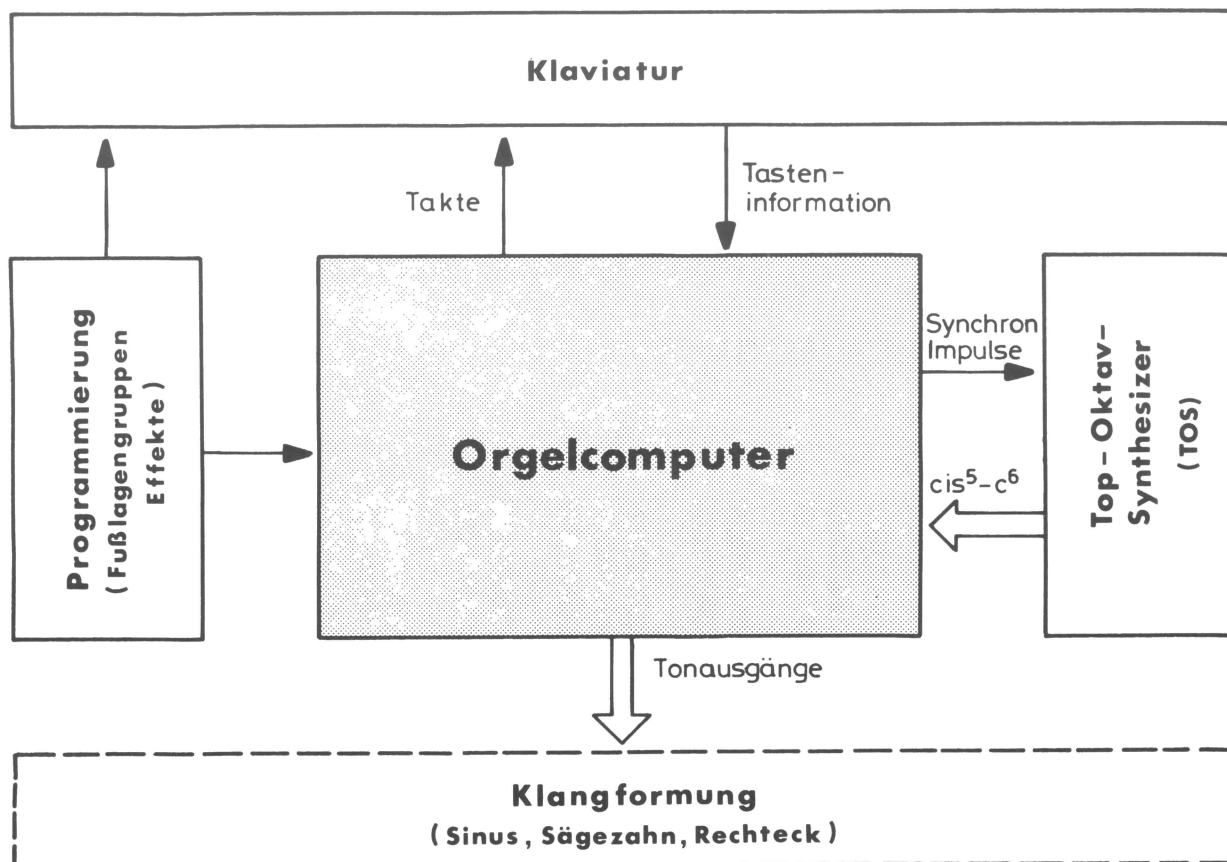 Klaviatur
Takte
Tasten-
information
Programmierung
(Fußlagengruppen
Effekte)
Orgelcomputer
Synchron
Impulse
cis⁵-c⁶
Top-Oktav-
Synthesizer
(TOS)
Tonausgänge
Klangformung
(Sinus, Sägezahn, Rechteck)